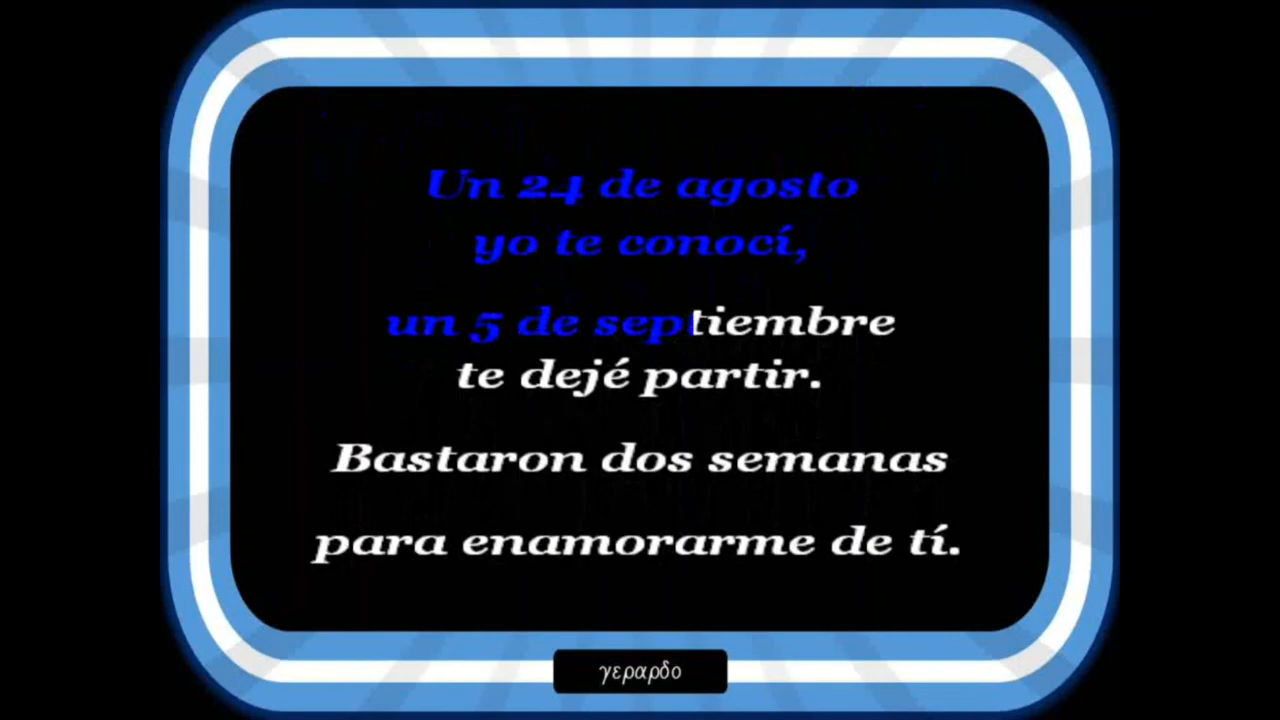 Un 24 de agosto
yo te conocí,
un 5 de septiembre
te dejé partir.
Bastaron dos semanas
para enamorarme de tí.
γεραρδο